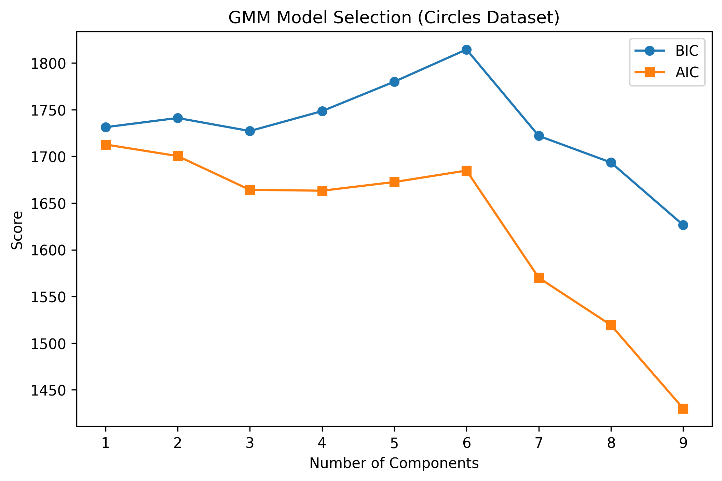 GMM Model Selection (Circles Dataset)
BIC
AIC
Score
1800
1750
1700
1650
1600
1550
1500
1450
1 2 3 4 5 6 7 8 9
Number of Components